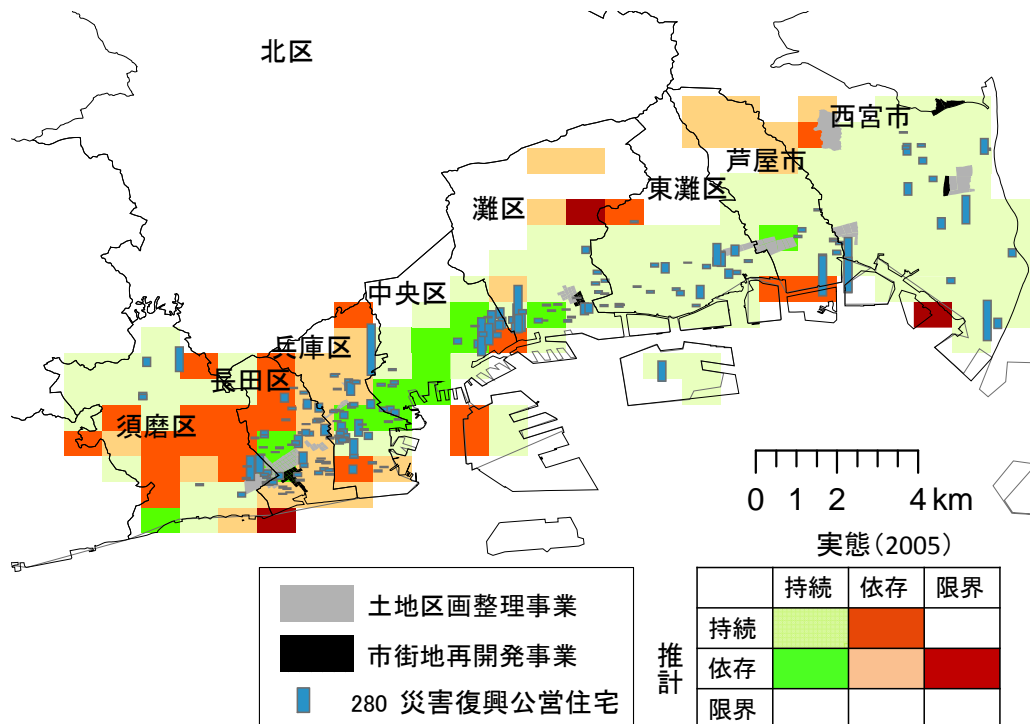 北区
西宮市
芦屋市
東灘区
灘区
中央区
兵庫区
長田区
須磨区
0 1 2 4 km
実態(2005)
持続 依存 限界
推計
持続
依存
限界
土地区画整理事業
市街地再開発事業
280 災害復興公営住宅